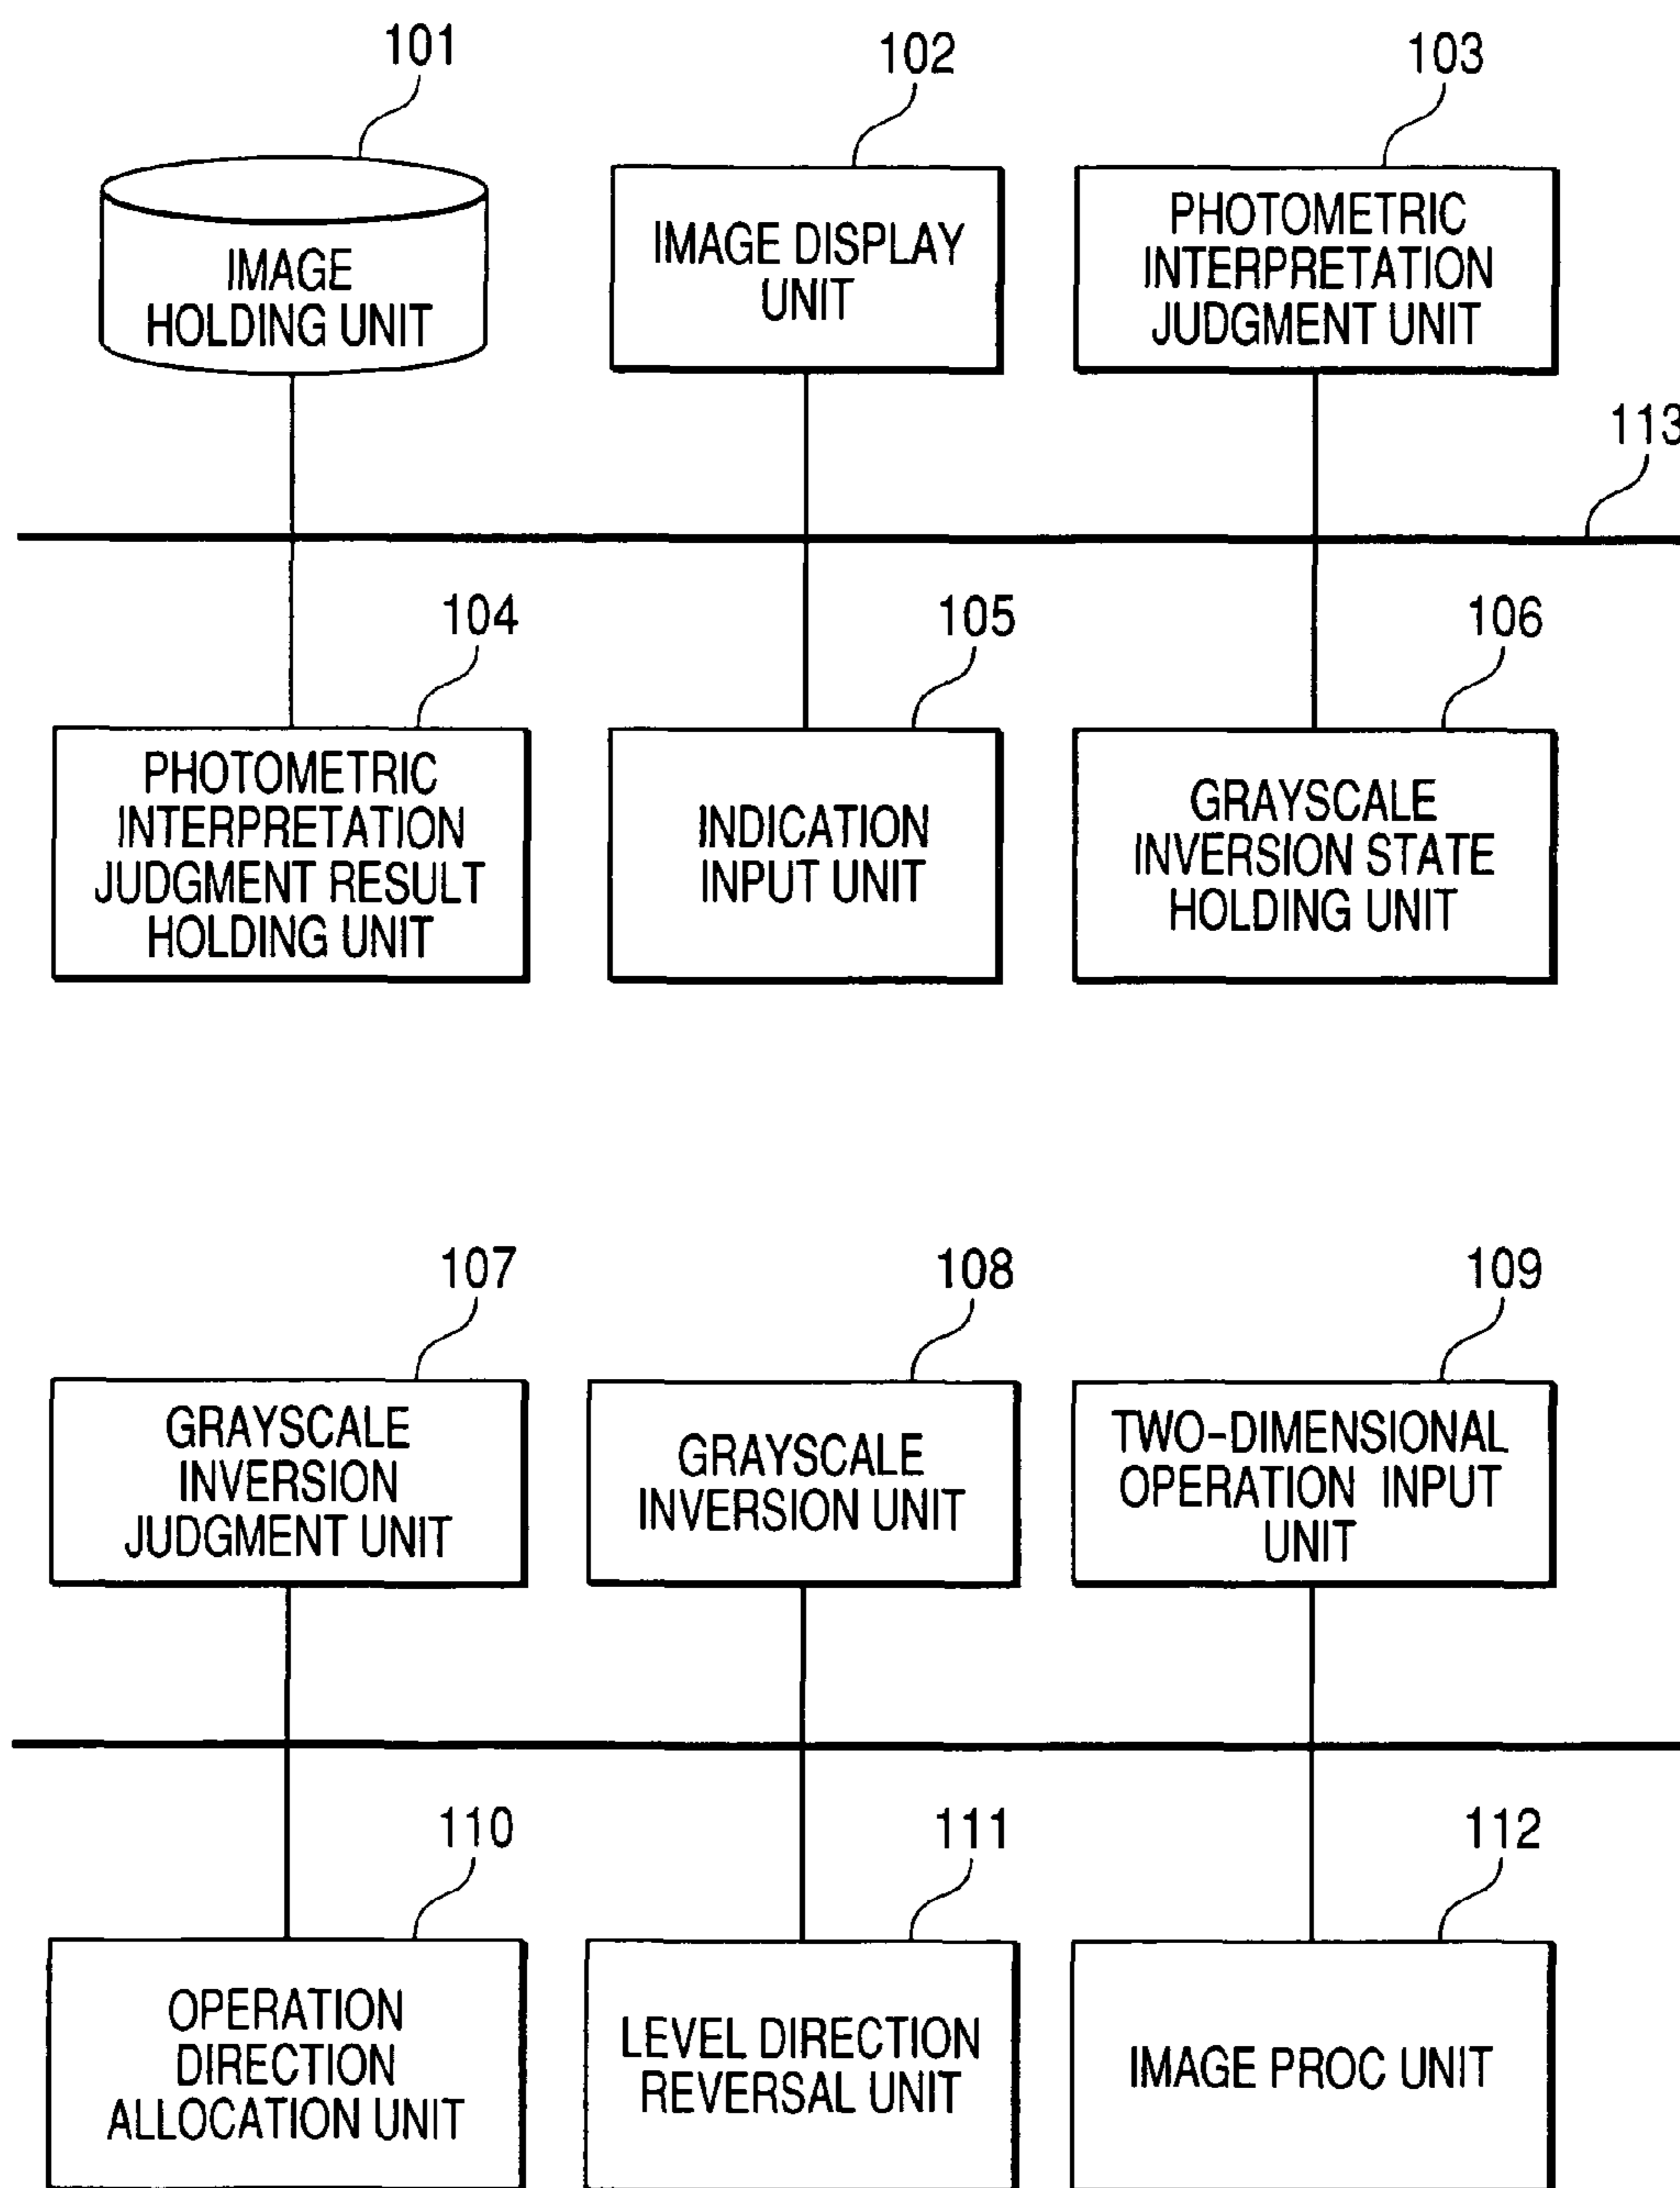 101
102
103
IMAGE
HOLDING UNIT
IMAGE DISPLAY
UNIT
PHOTOMETRIC
INTERPRETATION
JUDGMENT UNIT
113
104
105
106
PHOTOMETRIC
INTERPRETATION
JUDGMENT RESULT
HOLDING UNIT
INDICATION
INPUT UNIT
GRAYSCALE
INVERSION STATE
HOLDING UNIT
107
108
109
GRAYSCALE
INVERSION
JUDGMENT UNIT
GRAYSCALE
INVERSION UNIT
TWO-DIMENSIONAL
OPERATION INPUT
UNIT
110
111
112
OPERATION
DIRECTION
ALLOCATION UNIT
LEVEL DIRECTION
REVERSAL UNIT
IMAGE PROC UNIT